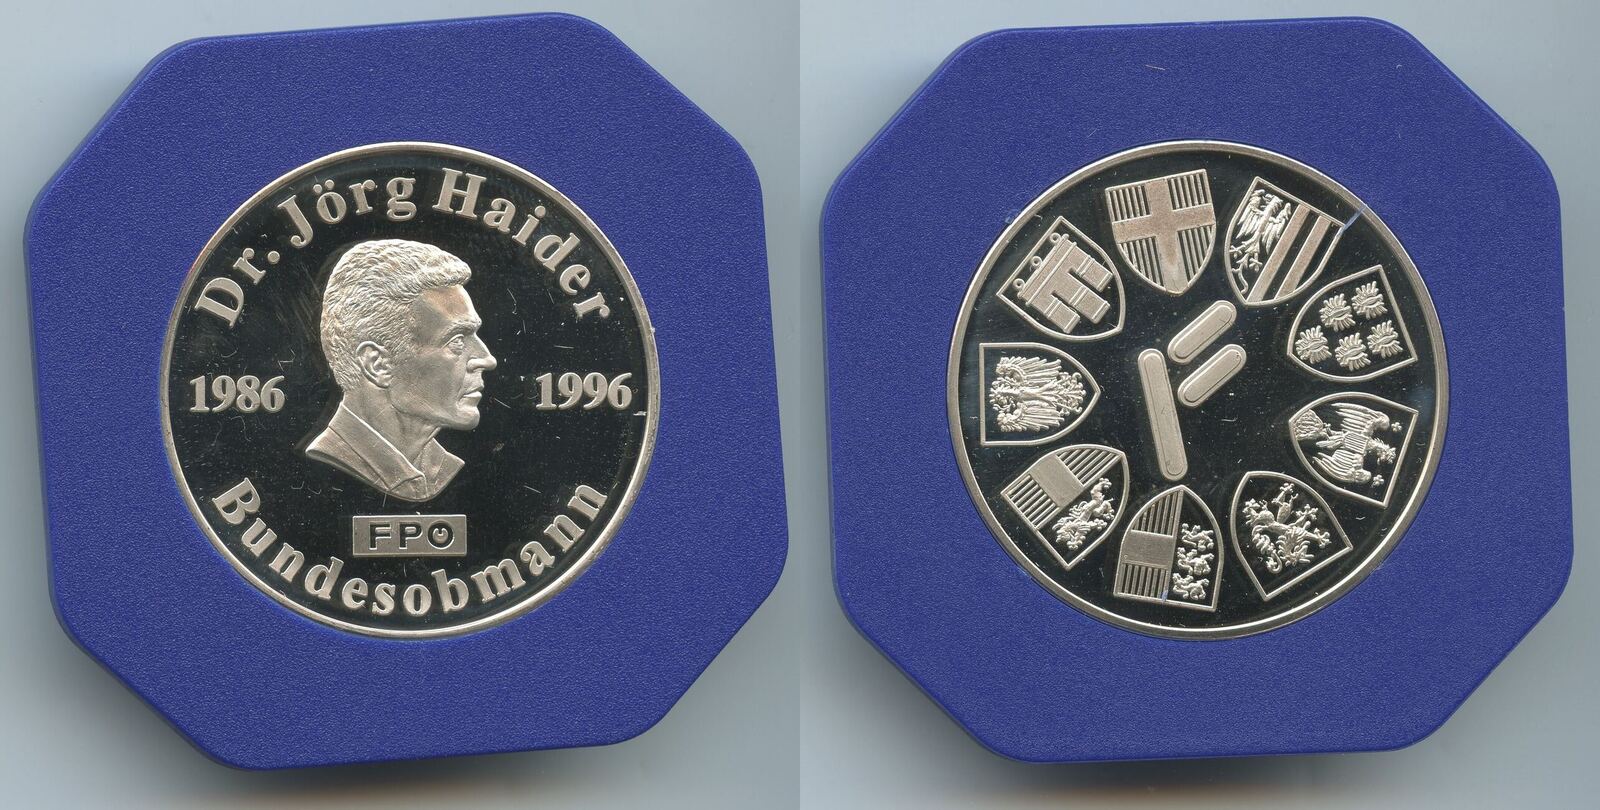 Dr. Jörg Haider
1986 1996
FPÖ
Bundesobmann
F